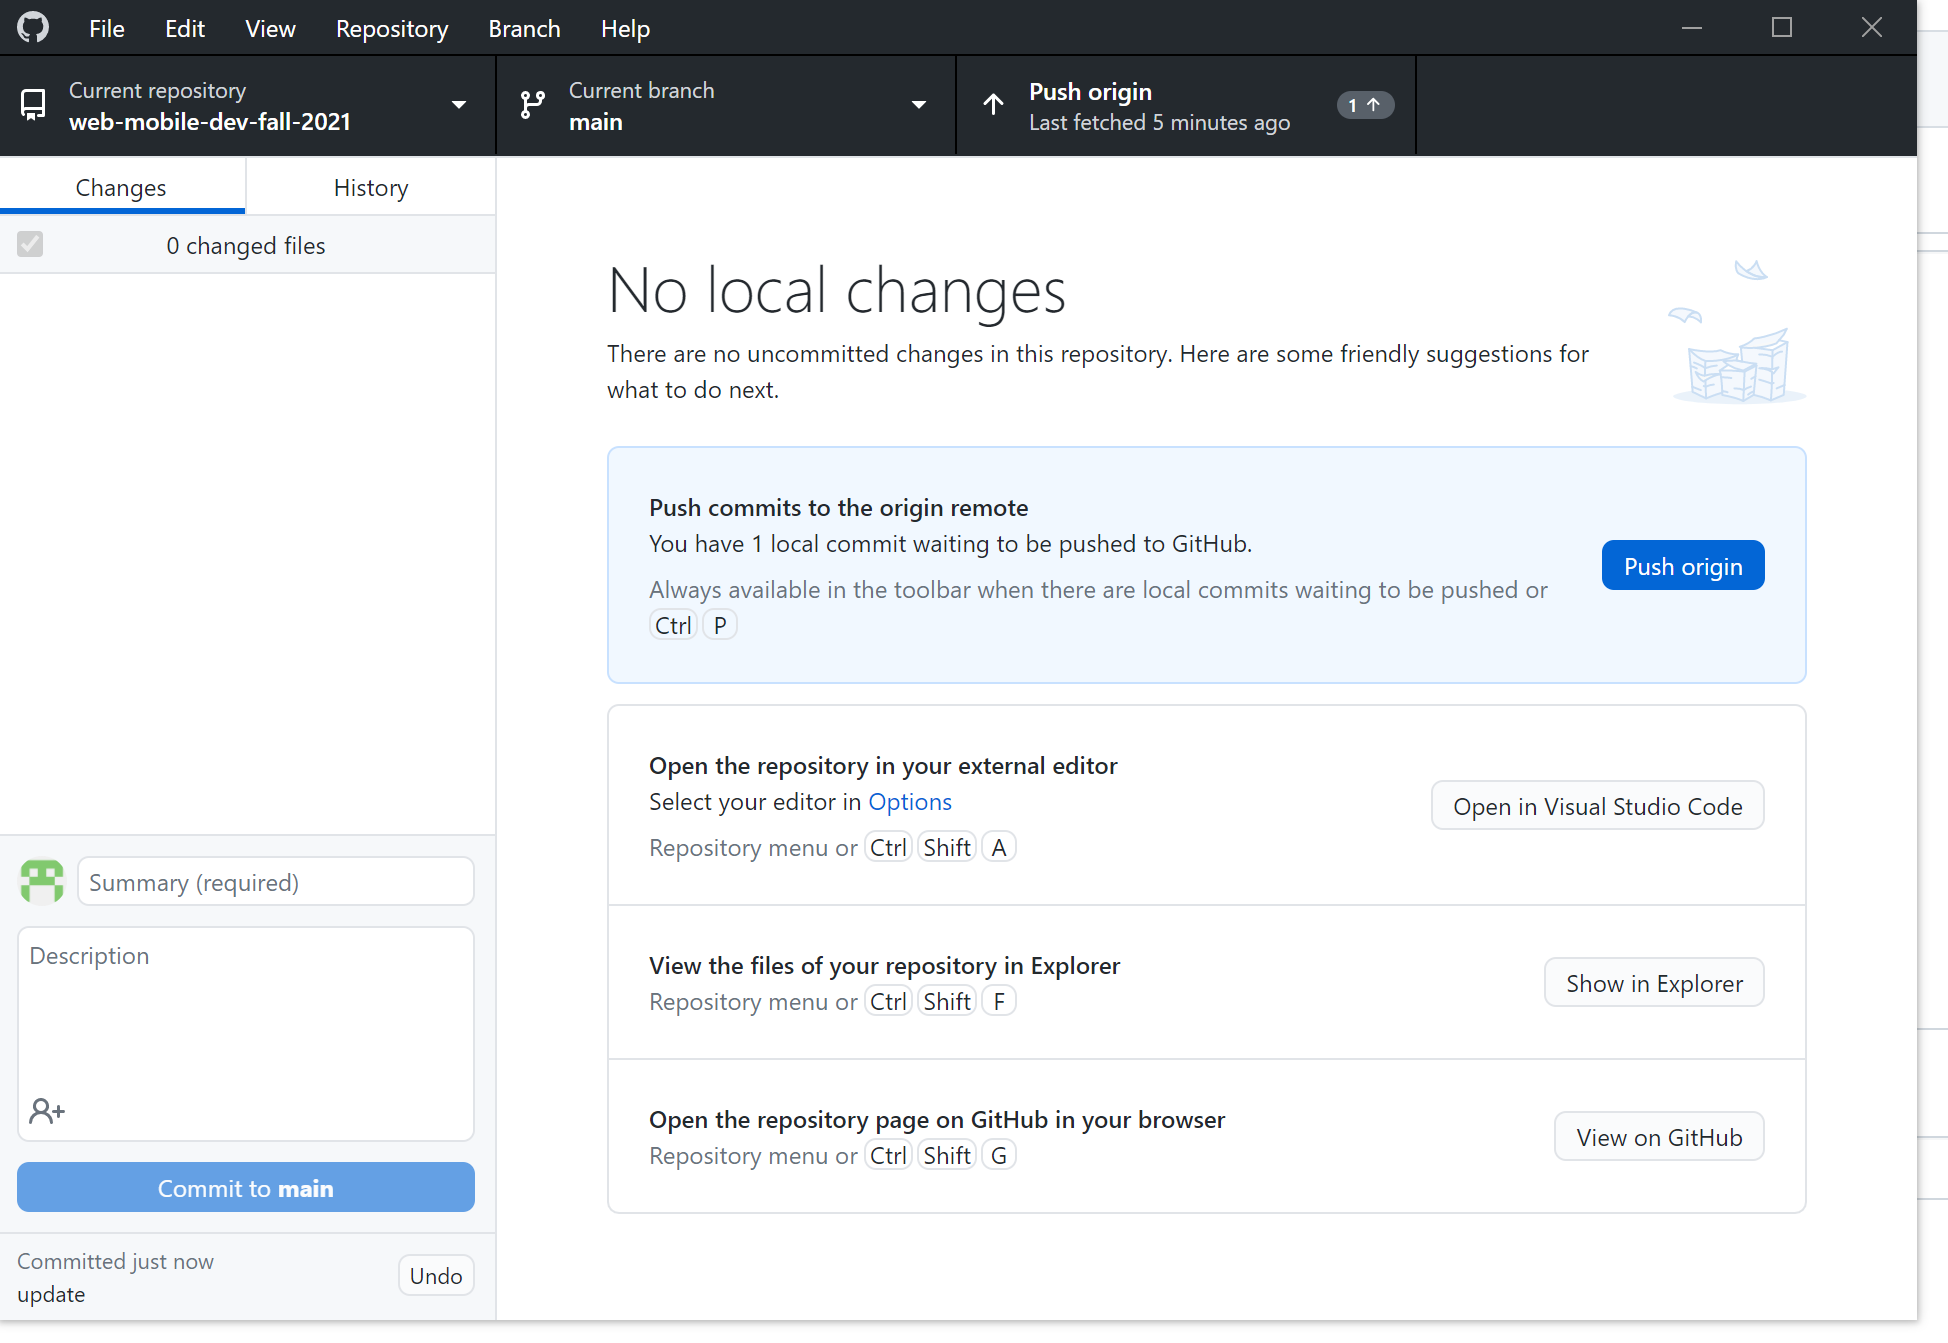 File Edit View Repository Branch Help
Current repository
web-mobile-dev-fall-2021
Current branch
main
Push origin
Last fetched 5 minutes ago
1
Changes History
0 changed files
No local changes
There are no uncommitted changes in this repository. Here are some friendly suggestions for
what to do next.
Push commits to the origin remote
You have 1 local commit waiting to be pushed to GitHub.
Always available in the toolbar when there are local commits waiting to be pushed or
Ctrl P
Push origin
Open the repository in your external editor
Select your editor in Options
Repository menu or Ctrl Shift A
Open in Visual Studio Code
View the files of your repository in Explorer
Repository menu or Ctrl Shift F
Show in Explorer
Open the repository page on GitHub in your browser
Repository menu or Ctrl Shift G
View on GitHub
Summary (required)
Description
Commit to main
Committed just now
update
Undo